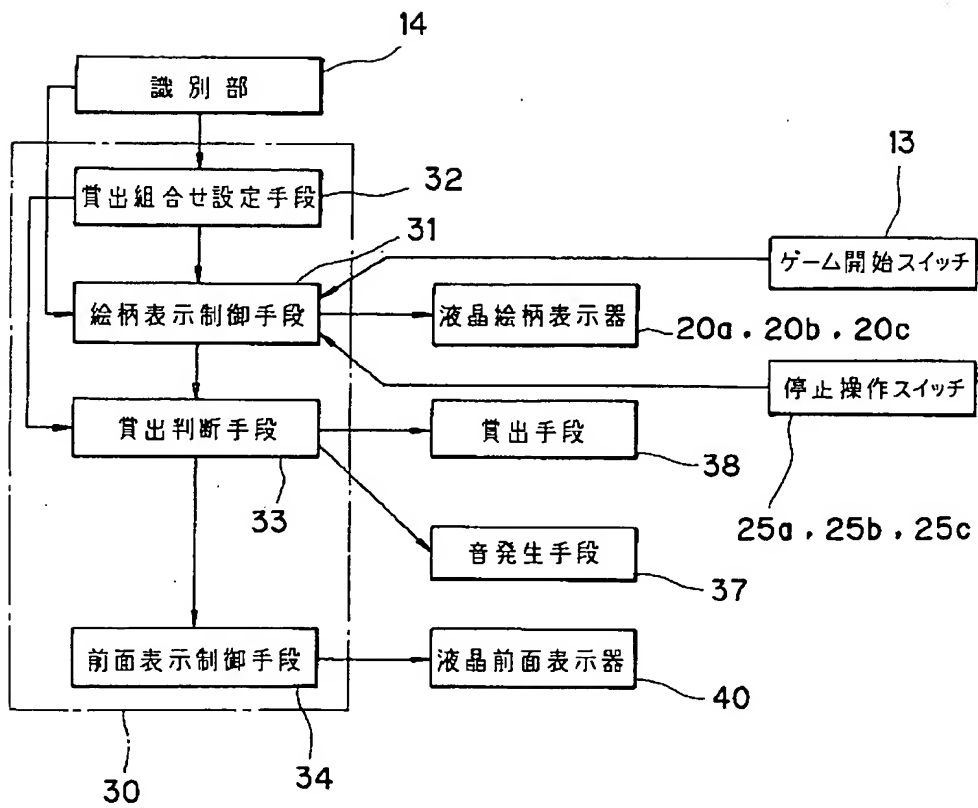 14
識別部
32
賞出組合せ設定手段
13
31
ゲーム開始スイッチ
絵柄表示制御手段
液晶絵柄表示器
20a . 20b . 20c
停止操作スイッチ
賞出判断手段
賞出手段
38
33
25a . 25b . 25c
音発生手段
37
前面表示制御手段
液晶前面表示器
40
34
30